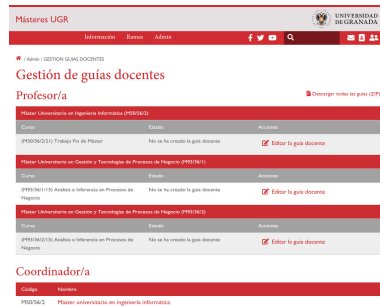 Másteres UGR
UNIVERSIDAD
DE GRANADA
Información Ramas Admin
/ Admin / GESTIÓN GUÍAS DOCENTES
Gestión de guías docentes
Profesor/a
Descargar todas las guías (ZIP)
Máster Universitario en Ingeniería Informática (M50/56/2)
Curso Estado Acciones
(M50/56/2/21) Trabajo Fin de Máster No se ha creado la guía docente Editar la guía docente
Máster Universitario en Gestión y Tecnologías de Procesos de Negocio (M93/56/1)
Curso Estado Acciones
(M93/56/1/13) Análisis e Inferencia en Procesos de Negocio No se ha creado la guía docente Editar la guía docente
Máster Universitario en Gestión y Tecnologías de Procesos de Negocio (M93/56/2)
Curso Estado Acciones
(M93/56/2/13) Análisis e Inferencia en Procesos de Negocio No se ha creado la guía docente Editar la guía docente
Coordinador/a
Código Nombre
M50/56/2 Máster universitario en ingeniería informática